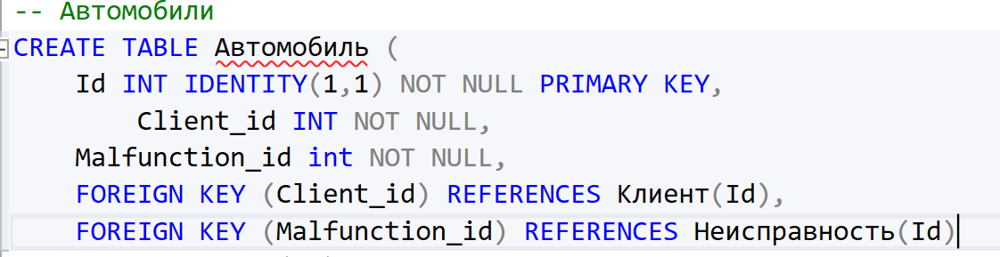 -- Автомобили
CREATE TABLE Автомобиль (
Id INT IDENTITY(1,1) NOT NULL PRIMARY KEY,
Client_id INT NOT NULL,
Malfunction_id int NOT NULL,
FOREIGN KEY (Client_id) REFERENCES Клиент(Id),
FOREIGN KEY (Malfunction_id) REFERENCES Неисправность(Id)